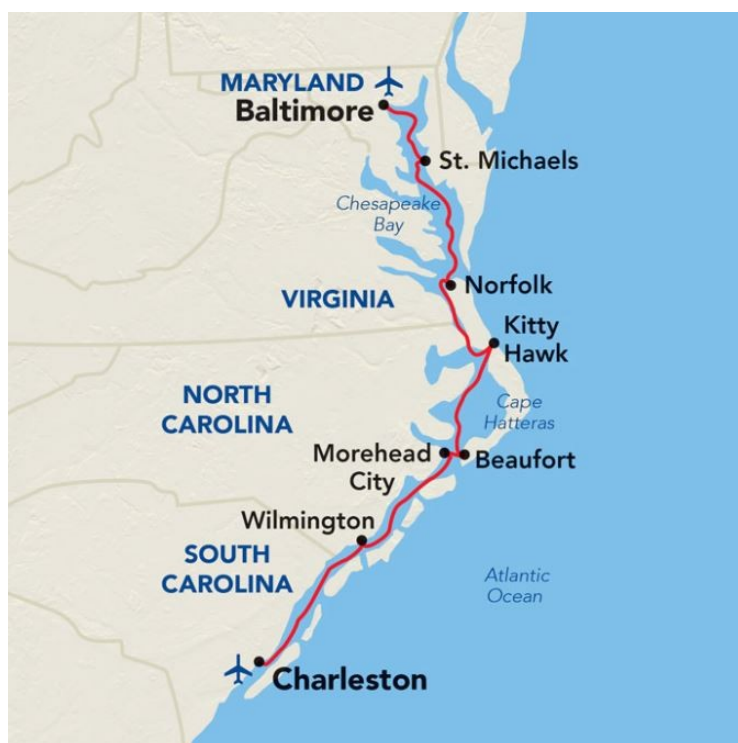 MARYLAND
Baltimore
St. Michaels
Chesapeake
Bay
Norfolk
VIRGINIA
Kitty
Hawk
NORTH
CAROLINA
Cape
Hatteras
Morehead
City
Beaufort
Wilmington
SOUTH
CAROLINA
Atlantic
Ocean
Charleston